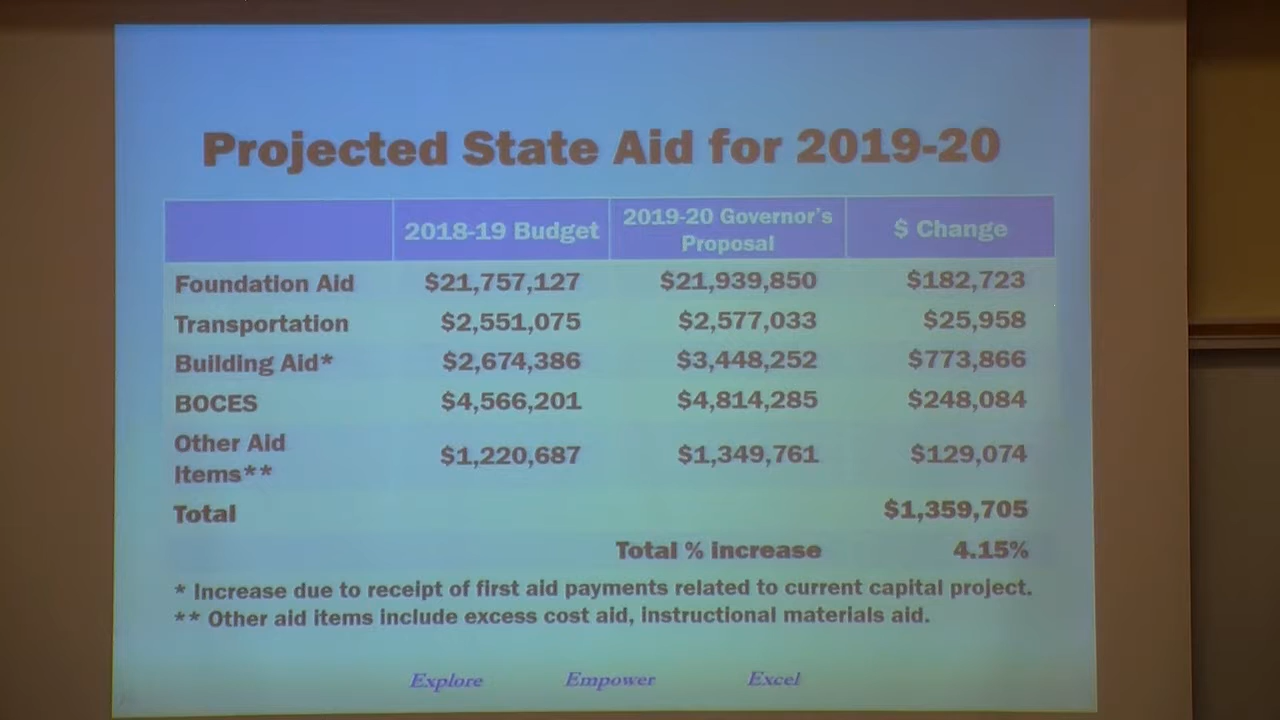 Projected State Aid for 2019-20
2018-19 Budget 2019-20 Governor's Proposal $ Change
Foundation Aid $21,757,127 $21,939,850 $182,723
Transportation $2,551,075 $2,577,033 $25,958
Building Aid* $2,674,386 $3,448,252 $773,866
BOCES $4,566,201 $4,814,285 $248,084
Other Aid Items** $1,220,687 $1,349,761 $129,074
Total $1,359,705
Total % increase 4.15%
* Increase due to receipt of first aid payments related to current capital project.
** Other aid items include excess cost aid, instructional materials aid.
Explore Empower Excel